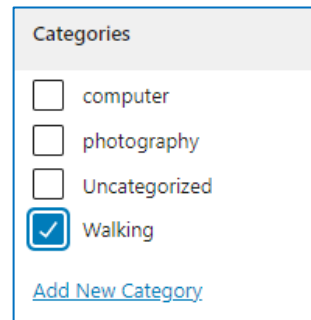 Categories
computer
photography
Uncategorized
Walking
Add New Category